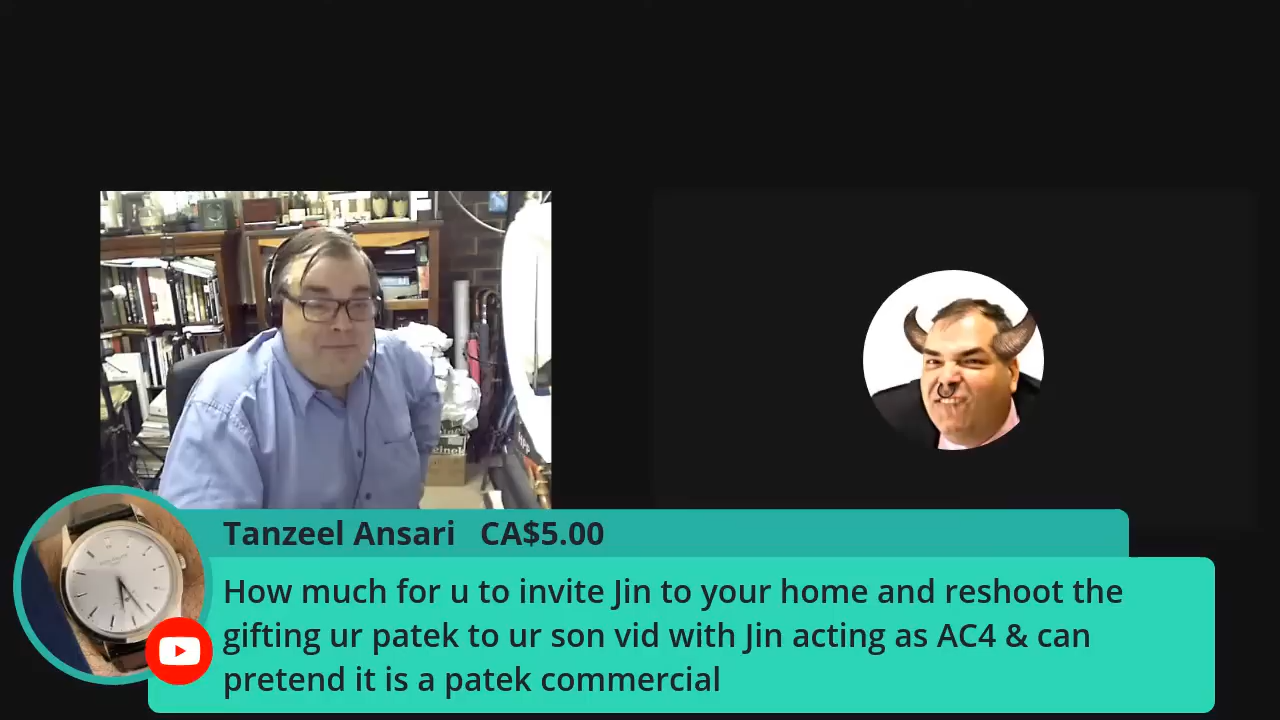 Tanzeel Ansari CA$5.00
How much for u to invite Jin to your home and reshoot the
gifting ur patek to ur son vid with Jin acting as AC4 & can
pretend it is a patek commercial